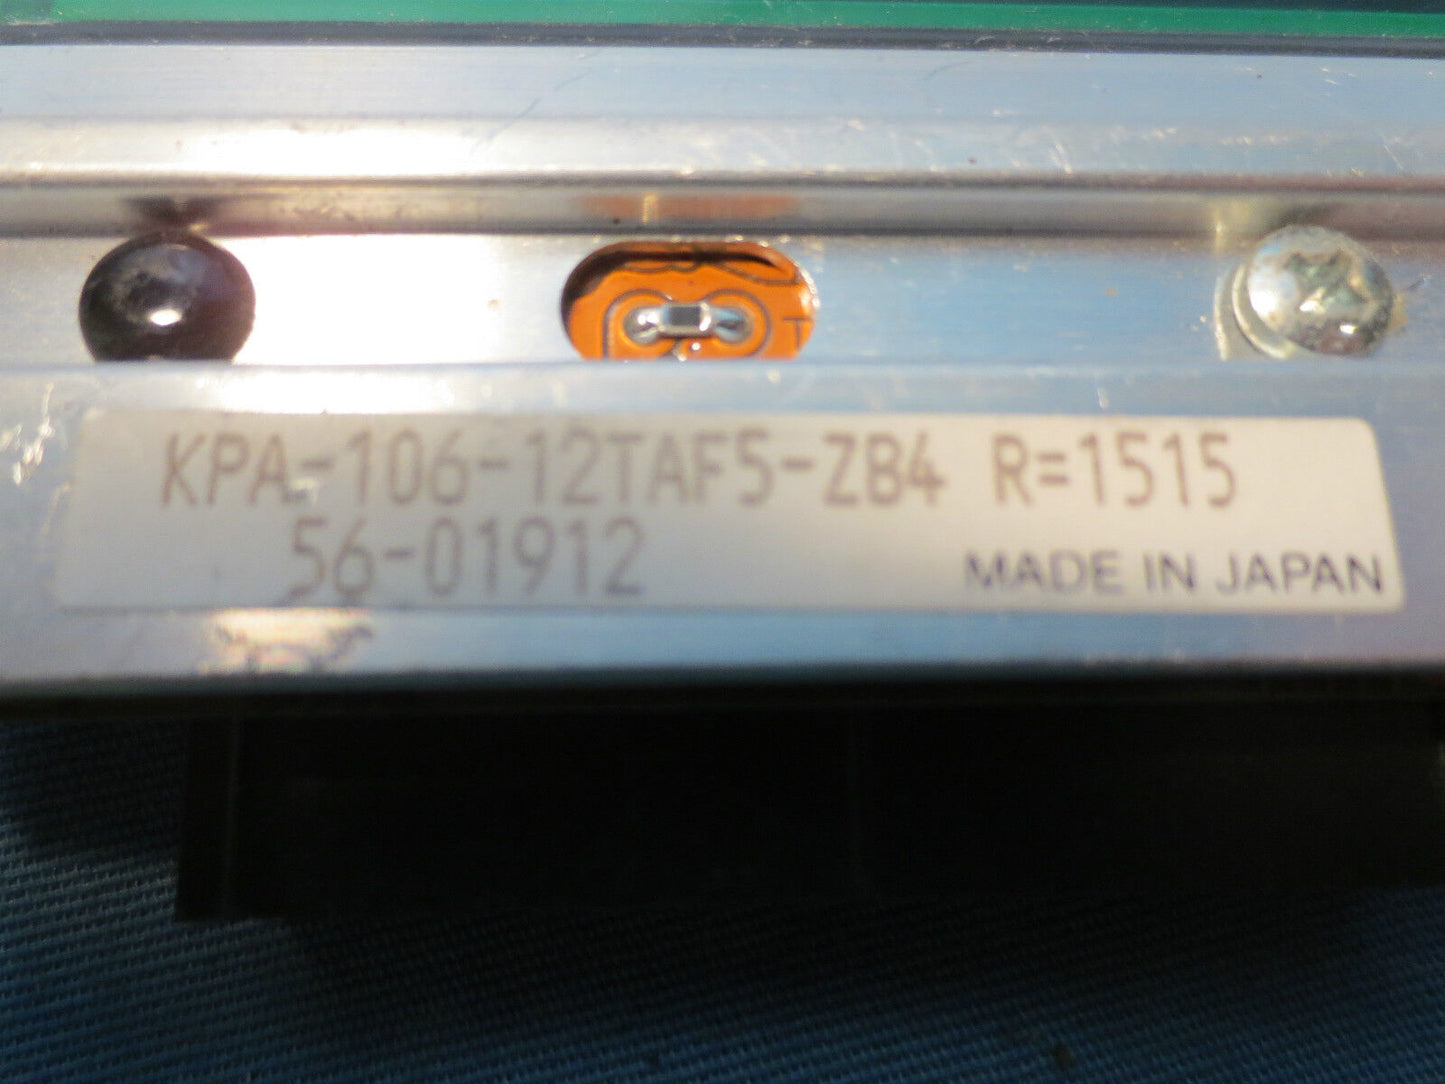 KPA-106-12TAF5-ZB4 R=1515
56-01912
MADE IN JAPAN